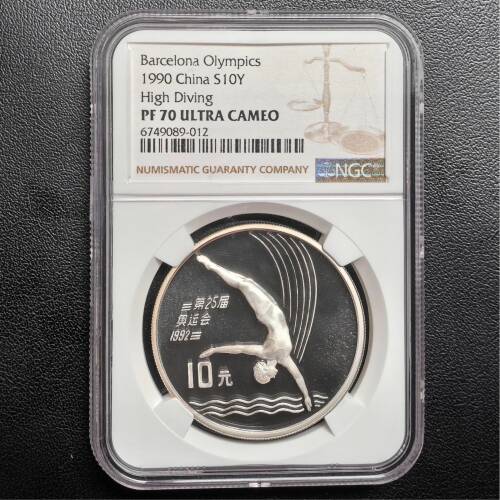 Barcelona Olympics
1990 China S10Y
High Diving
PF 70 ULTRA CAMEO
6749089-012
NUMISMATIC GUARANTY COMPANY
NGC
第25届
奥运会
1992
10元